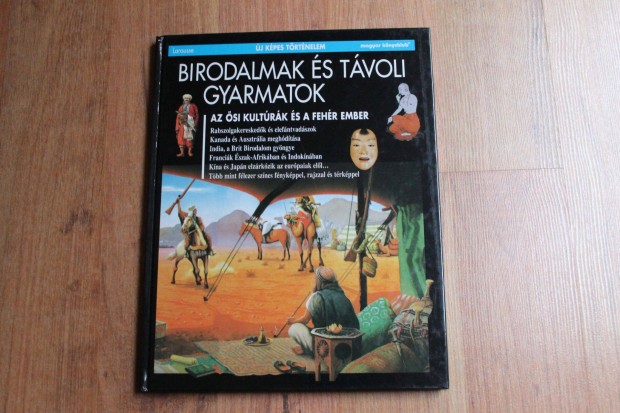 Larousse
ÚJ KÉPES TÖRTÉNELEM
magyar könyvklub
BIRODALMAK ÉS TÁVOLI
GYARMATOK
AZ ŐSI KULTÚRÁK ÉS A FEHÉR EMBER
Rabszolgakereskedők és elefántvadászok
Kanada és Ausztrália meghódítása
India, a Brit Birodalom gyöngye
Franciák Észak-Afrikában és Indokínában
Kína és Japán elzárkózik az európaiak elől...
Több mint félezer színes fényképpel, rajzzal és térképpel